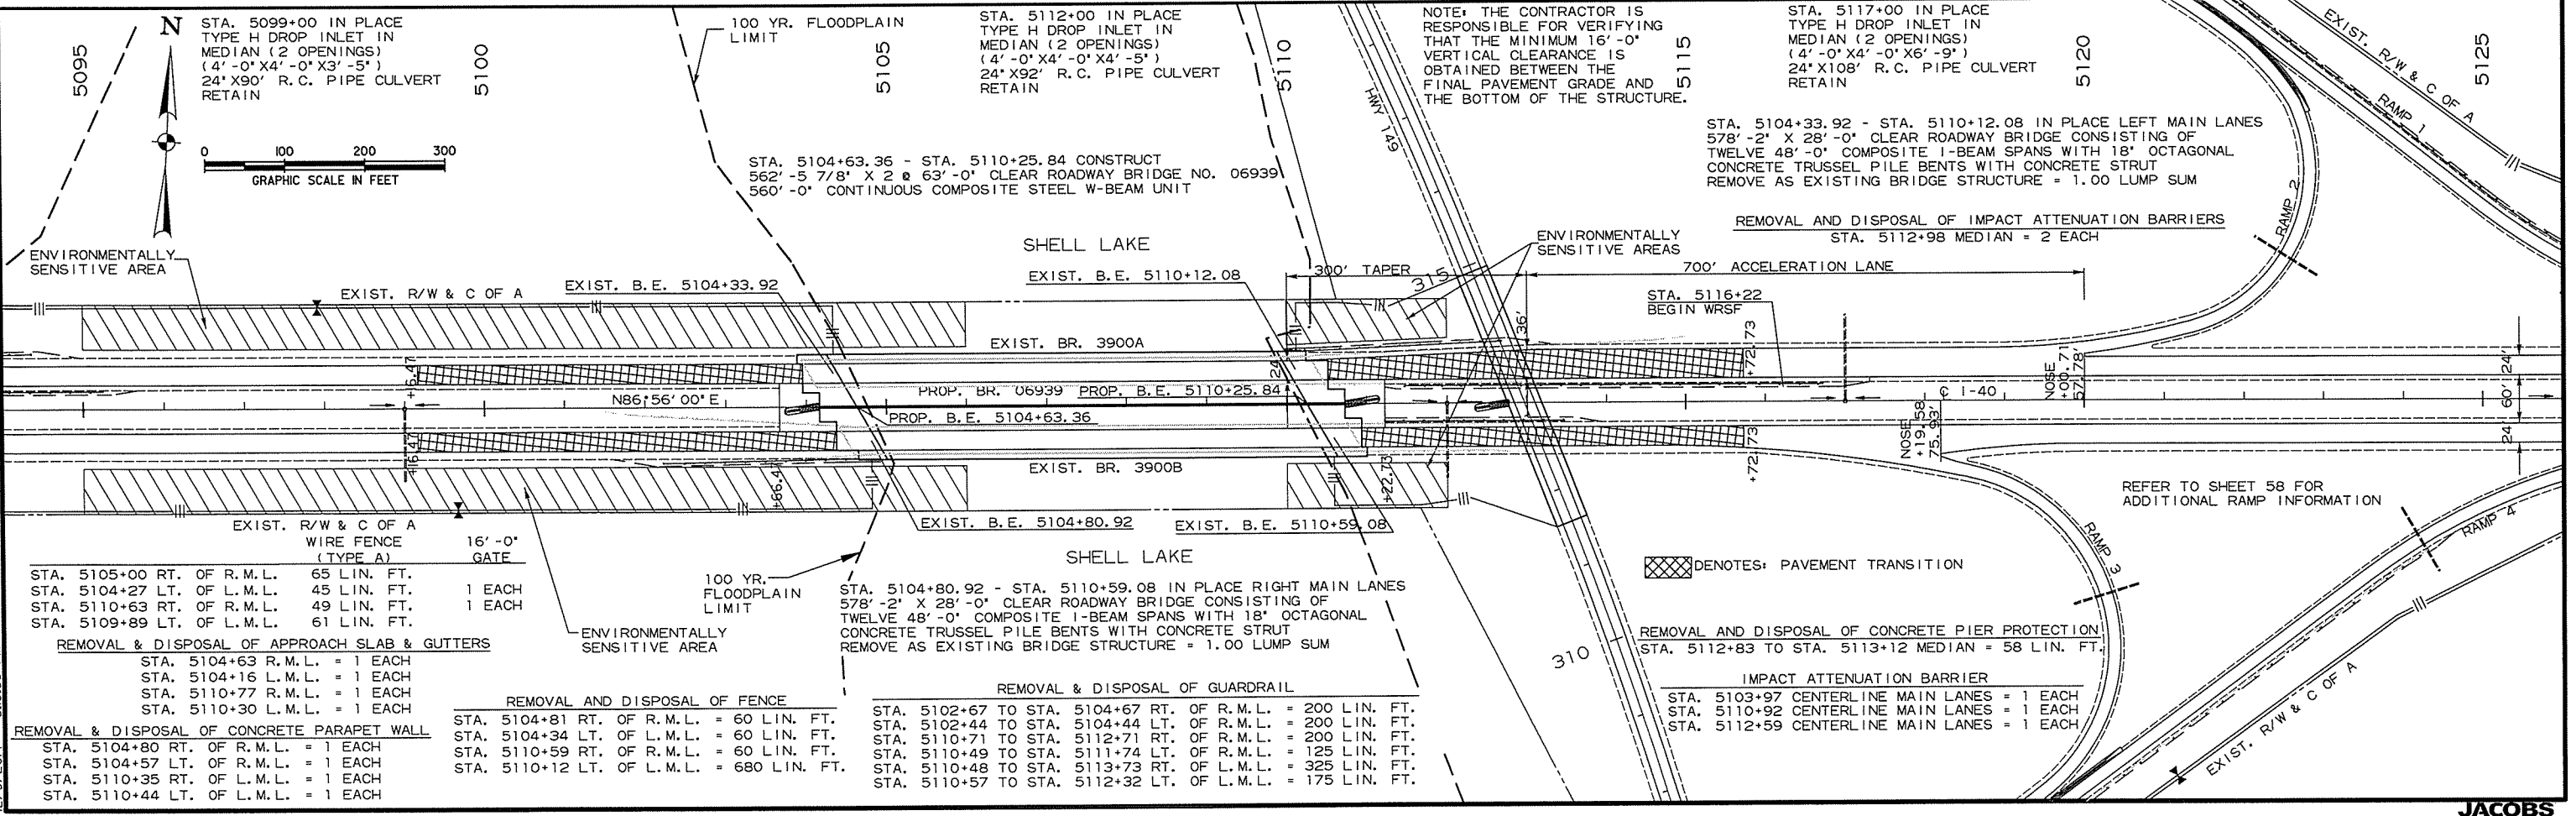 STA. 5099+00 IN PLACE
TYPE H DROP INLET IN
MEDIAN (2 OPENINGS)
(4'-0"X4'-0"X3'-5")
24"X90' R.C. PIPE CULVERT
RETAIN
N
0 100 200 300
GRAPHIC SCALE IN FEET
5095
5100
5105
5110
5115
5120
5125
100 YR. FLOODPLAIN
LIMIT
STA. 5112+00 IN PLACE
TYPE H DROP INLET IN
MEDIAN (2 OPENINGS)
(4'-0"X4'-0"X4'-5")
24"X92' R.C. PIPE CULVERT
RETAIN
NOTE: THE CONTRACTOR IS
RESPONSIBLE FOR VERIFYING
THAT THE MINIMUM 16'-0"
VERTICAL CLEARANCE IS
OBTAINED BETWEEN THE
FINAL PAVEMENT GRADE AND
THE BOTTOM OF THE STRUCTURE.
STA. 5117+00 IN PLACE
TYPE H DROP INLET IN
MEDIAN (2 OPENINGS)
(4'-0"X4'-0"X6'-9")
24"X108' R.C. PIPE CULVERT
RETAIN
EXIST. R/W & C OF A
RAMP 1
HWY 149
STA. 5104+33.92 - STA. 5110+12.08 IN PLACE LEFT MAIN LANES
578'-2" X 28'-0" CLEAR ROADWAY BRIDGE CONSISTING OF
TWELVE 48'-0" COMPOSITE I-BEAM SPANS WITH 18" OCTAGONAL
CONCRETE TRUSSEL PILE BENTS WITH CONCRETE STRUT
REMOVE AS EXISTING BRIDGE STRUCTURE = 1.00 LUMP SUM
STA. 5104+63.36 - STA. 5110+25.84 CONSTRUCT
562'-5 7/8" X 2 @ 63'-0" CLEAR ROADWAY BRIDGE NO. 06939
560'-0" CONTINUOUS COMPOSITE STEEL W-BEAM UNIT
REMOVAL AND DISPOSAL OF IMPACT ATTENUATION BARRIERS
STA. 5112+98 MEDIAN = 2 EACH
RAMP 2
ENVIRONMENTALLY
SENSITIVE AREA
SHELL LAKE
ENVIRONMENTALLY
SENSITIVE AREAS
EXIST. R/W & C OF A
EXIST. B.E. 5104+33.92
EXIST. B.E. 5110+12.08
300' TAPER
315
700' ACCELERATION LANE
STA. 5116+22
BEGIN WRSF
EXIST. BR. 3900A
36'
+72.73
24'
+16.47
N86°56'00"E
PROP. BR. 06939 PROP. B.E. 5110+25.84
PROP. B.E. 5104+63.36
NOSE
+00.71
57.78'
℄ I-40
NOSE
+19.58
75.93'
24'
60'
24'
+16.47
+66.47
EXIST. BR. 3900B
+22.73
+72.73
REFER TO SHEET 58 FOR
ADDITIONAL RAMP INFORMATION
EXIST. R/W & C OF A
EXIST. B.E. 5104+80.92
EXIST. B.E. 5110+59.08
SHELL LAKE
RAMP 4
RAMP 3
WIRE FENCE 16'-0"
(TYPE A) GATE
STA. 5105+00 RT. OF R.M.L. 65 LIN. FT.
STA. 5104+27 LT. OF L.M.L. 45 LIN. FT. 1 EACH
STA. 5110+63 RT. OF R.M.L. 49 LIN. FT. 1 EACH
STA. 5109+89 LT. OF L.M.L. 61 LIN. FT.
REMOVAL & DISPOSAL OF APPROACH SLAB & GUTTERS
STA. 5104+63 R.M.L. = 1 EACH
STA. 5104+16 L.M.L. = 1 EACH
STA. 5110+77 R.M.L. = 1 EACH
STA. 5110+30 L.M.L. = 1 EACH
REMOVAL & DISPOSAL OF CONCRETE PARAPET WALL
STA. 5104+80 RT. OF R.M.L. = 1 EACH
STA. 5104+57 LT. OF R.M.L. = 1 EACH
STA. 5110+35 RT. OF L.M.L. = 1 EACH
STA. 5110+44 LT. OF L.M.L. = 1 EACH
100 YR.
FLOODPLAIN
LIMIT
ENVIRONMENTALLY
SENSITIVE AREA
STA. 5104+80.92 - STA. 5110+59.08 IN PLACE RIGHT MAIN LANES
578'-2" X 28'-0" CLEAR ROADWAY BRIDGE CONSISTING OF
TWELVE 48'-0" COMPOSITE I-BEAM SPANS WITH 18" OCTAGONAL
CONCRETE TRUSSEL PILE BENTS WITH CONCRETE STRUT
REMOVE AS EXISTING BRIDGE STRUCTURE = 1.00 LUMP SUM
REMOVAL AND DISPOSAL OF FENCE
STA. 5104+81 RT. OF R.M.L. = 60 LIN. FT.
STA. 5104+34 LT. OF L.M.L. = 60 LIN. FT.
STA. 5110+59 RT. OF R.M.L. = 60 LIN. FT.
STA. 5110+12 LT. OF L.M.L. = 680 LIN. FT.
REMOVAL & DISPOSAL OF GUARDRAIL
STA. 5102+67 TO STA. 5104+67 RT. OF R.M.L. = 200 LIN. FT.
STA. 5102+44 TO STA. 5104+44 LT. OF L.M.L. = 200 LIN. FT.
STA. 5110+71 TO STA. 5112+71 RT. OF R.M.L. = 200 LIN. FT.
STA. 5110+49 TO STA. 5111+74 LT. OF R.M.L. = 125 LIN. FT.
STA. 5110+48 TO STA. 5113+73 RT. OF L.M.L. = 325 LIN. FT.
STA. 5110+57 TO STA. 5112+32 LT. OF L.M.L. = 175 LIN. FT.
310
DENOTES: PAVEMENT TRANSITION
REMOVAL AND DISPOSAL OF CONCRETE PIER PROTECTION
STA. 5112+83 TO STA. 5113+12 MEDIAN = 58 LIN. FT.
IMPACT ATTENUATION BARRIER
STA. 5103+97 CENTERLINE MAIN LANES = 1 EACH
STA. 5110+92 CENTERLINE MAIN LANES = 1 EACH
STA. 5112+59 CENTERLINE MAIN LANES = 1 EACH
EXIST. R/W & C OF A
JACOBS